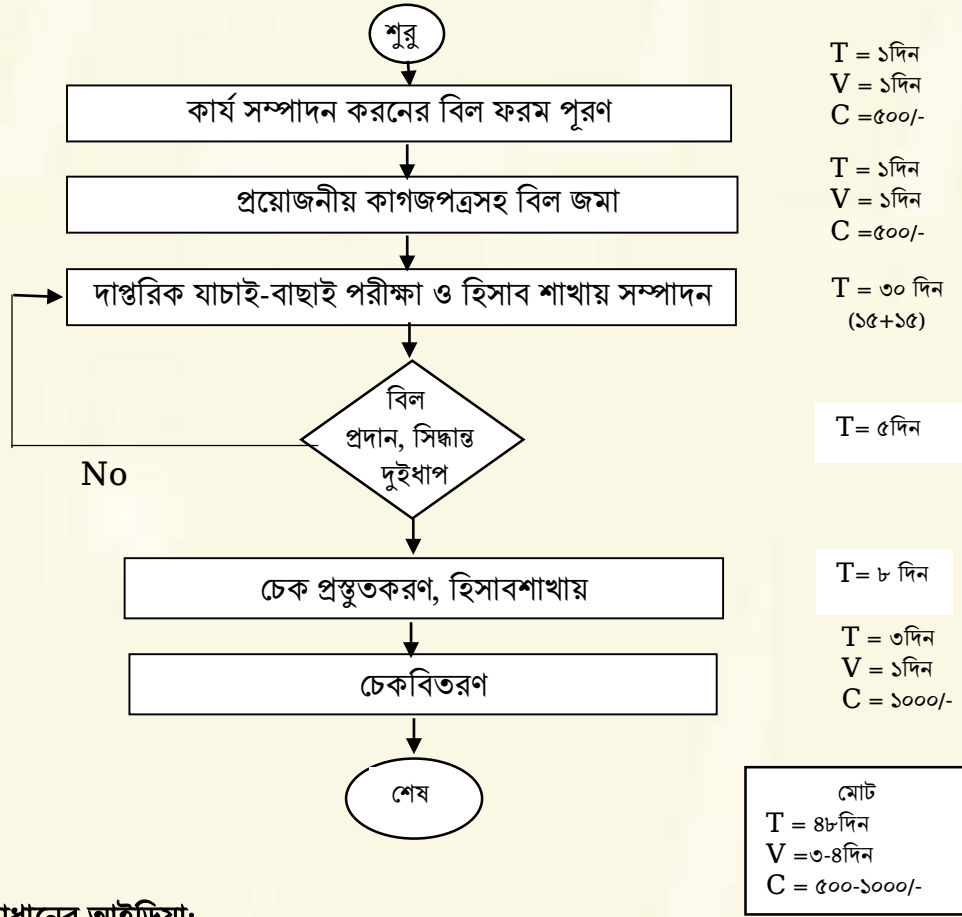 শুরু
T = ১দিন
V = ১দিন
C =৫০০/-
কার্য সম্পাদন করনের বিল ফরম পূরণ
T = ১দিন
V = ১দিন
C =৫০০/-
প্রয়োজনীয় কাগজপত্রসহ বিল জমা
দাপ্তরিক যাচাই-বাছাই পরীক্ষা ও হিসাব শাখায় সম্পাদন
T = ৩০ দিন
(১৫+১৫)
বিল
প্রদান, সিদ্ধান্ত
দুইধাপ
T= ৫দিন
No
চেক প্রস্তুতকরণ, হিসাবশাখায়
T= ৮ দিন
চেকবিতরণ
T = ৩দিন
V = ১দিন
C = ১০০০/-
শেষ
মোট
T = ৪৮দিন
V =৩-৪দিন
C = ৫০০-১০০০/-
আইডিয়া: